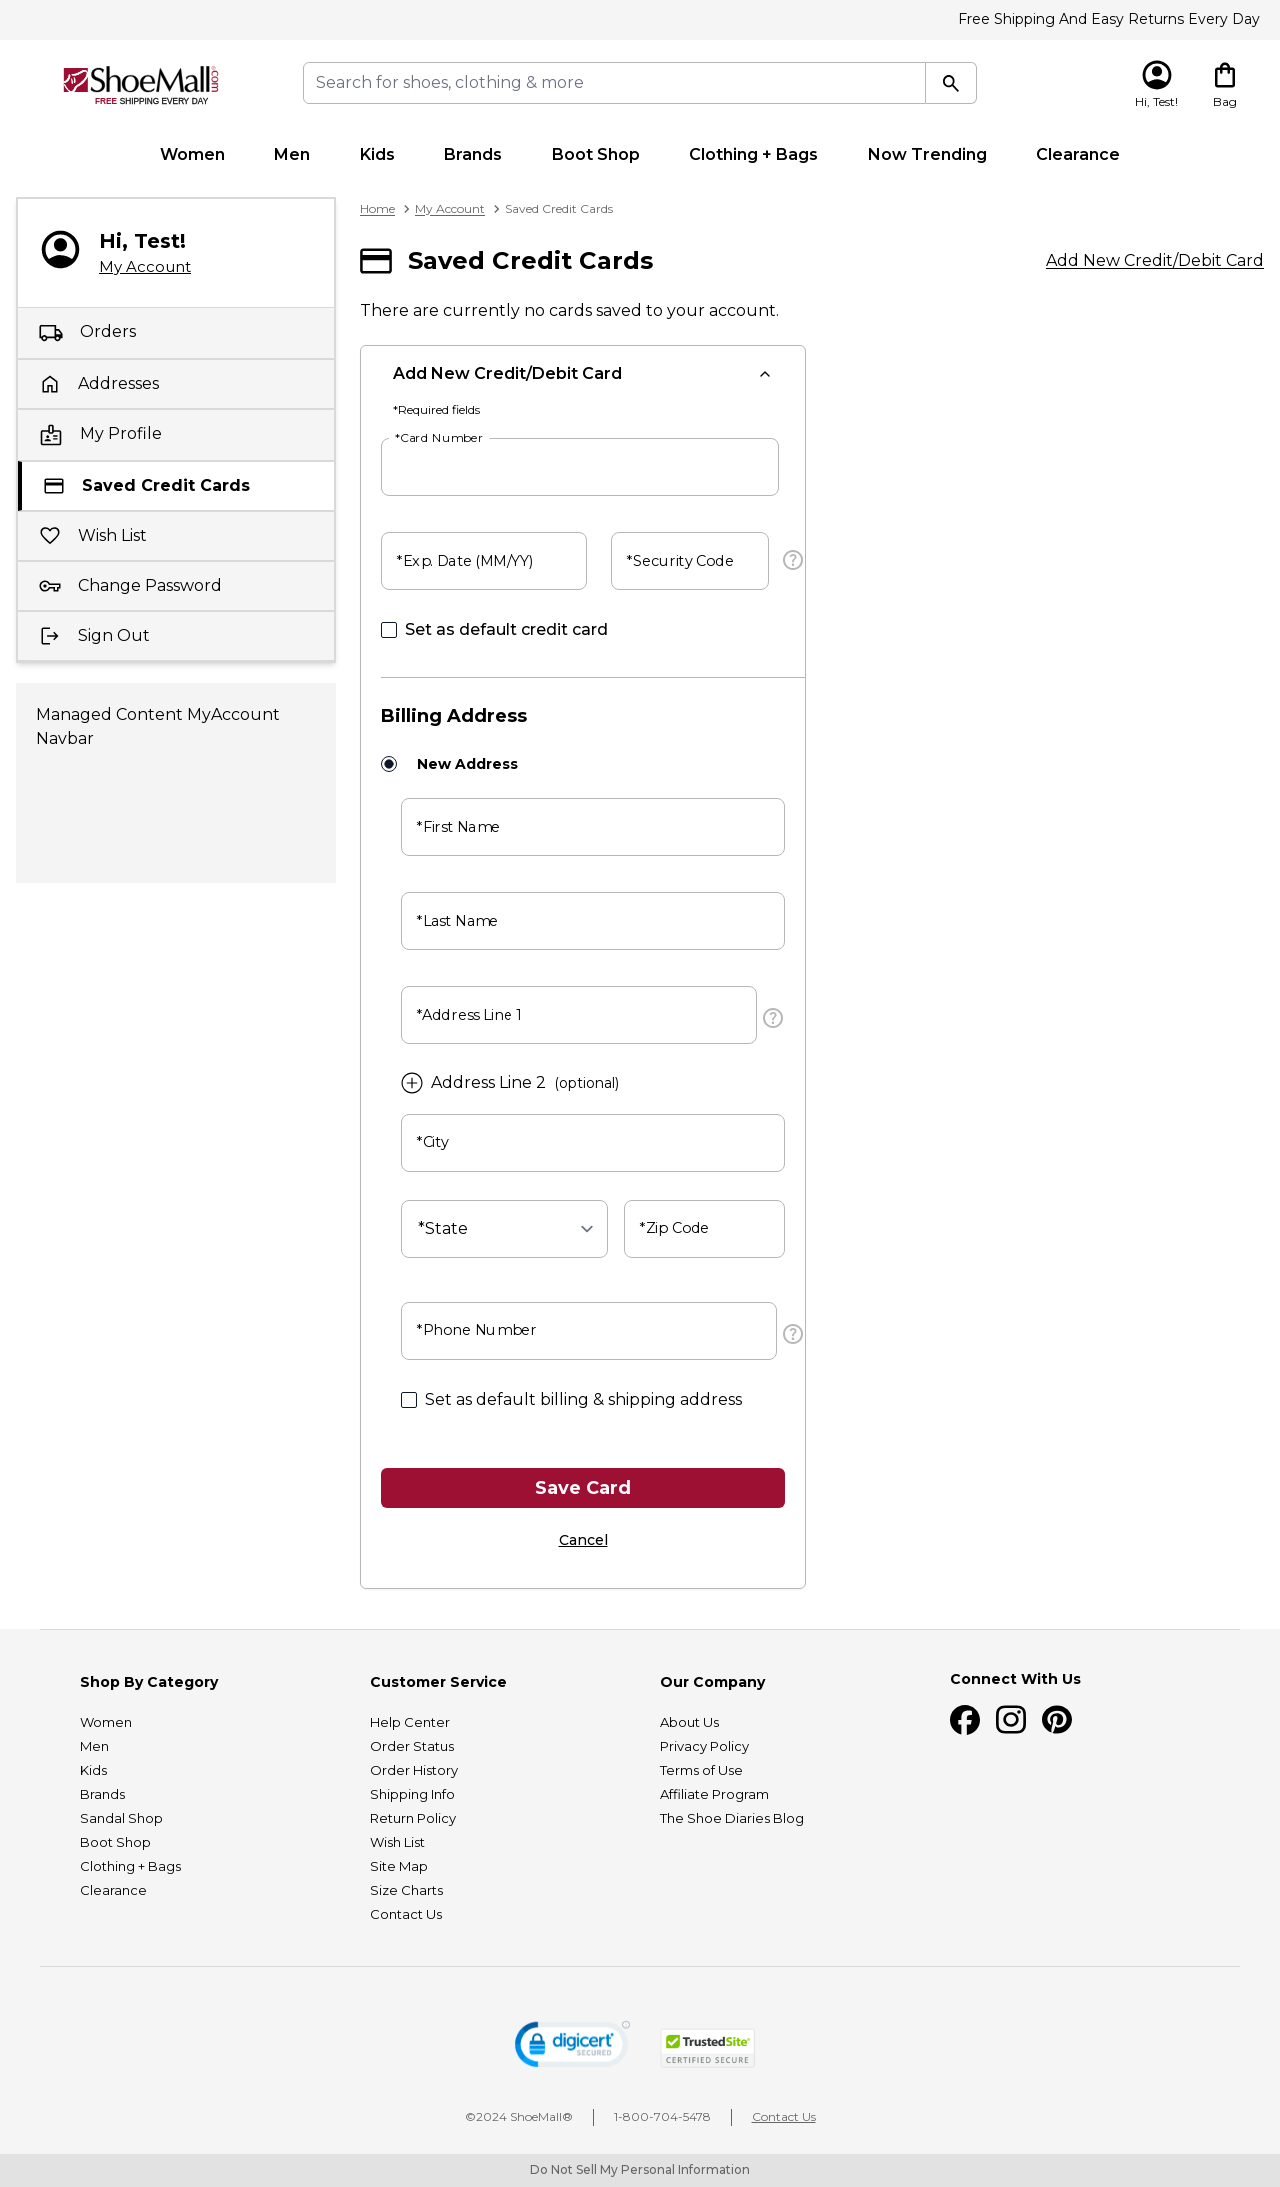 Free Shipping And Easy Returns Every Day
ShoeMall.com
FREE SHIPPING EVERY DAY
Search for shoes, clothing & more
Hi, Test!
Bag
Women
Men
Kids
Brands
Boot Shop
Clothing + Bags
Now Trending
Clearance
Hi, Test!
My Account
Orders
Addresses
My Profile
Saved Credit Cards
Wish List
Change Password
Sign Out
Managed Content MyAccount
Navbar
Home > My Account > Saved Credit Cards
Saved Credit Cards
Add New Credit/Debit Card
There are currently no cards saved to your account.
Add New Credit/Debit Card
*Required fields
*Card Number
*Exp. Date (MM/YY)
*Security Code
?
Set as default credit card
Billing Address
New Address
*First Name
*Last Name
*Address Line 1
?
Address Line 2 (optional)
*City
*State
*Zip Code
*Phone Number
?
Set as default billing & shipping address
Save Card
Cancel
Shop By Category
Women
Men
Kids
Brands
Sandal Shop
Boot Shop
Clothing + Bags
Clearance
Customer Service
Help Center
Order Status
Order History
Shipping Info
Return Policy
Wish List
Site Map
Size Charts
Contact Us
Our Company
About Us
Privacy Policy
Terms of Use
Affiliate Program
The Shoe Diaries Blog
Connect With Us
digicert
SECURED
TrustedSite
CERTIFIED SECURE
©2024 ShoeMall®
1-800-704-5478
Contact Us
Do Not Sell My Personal Information